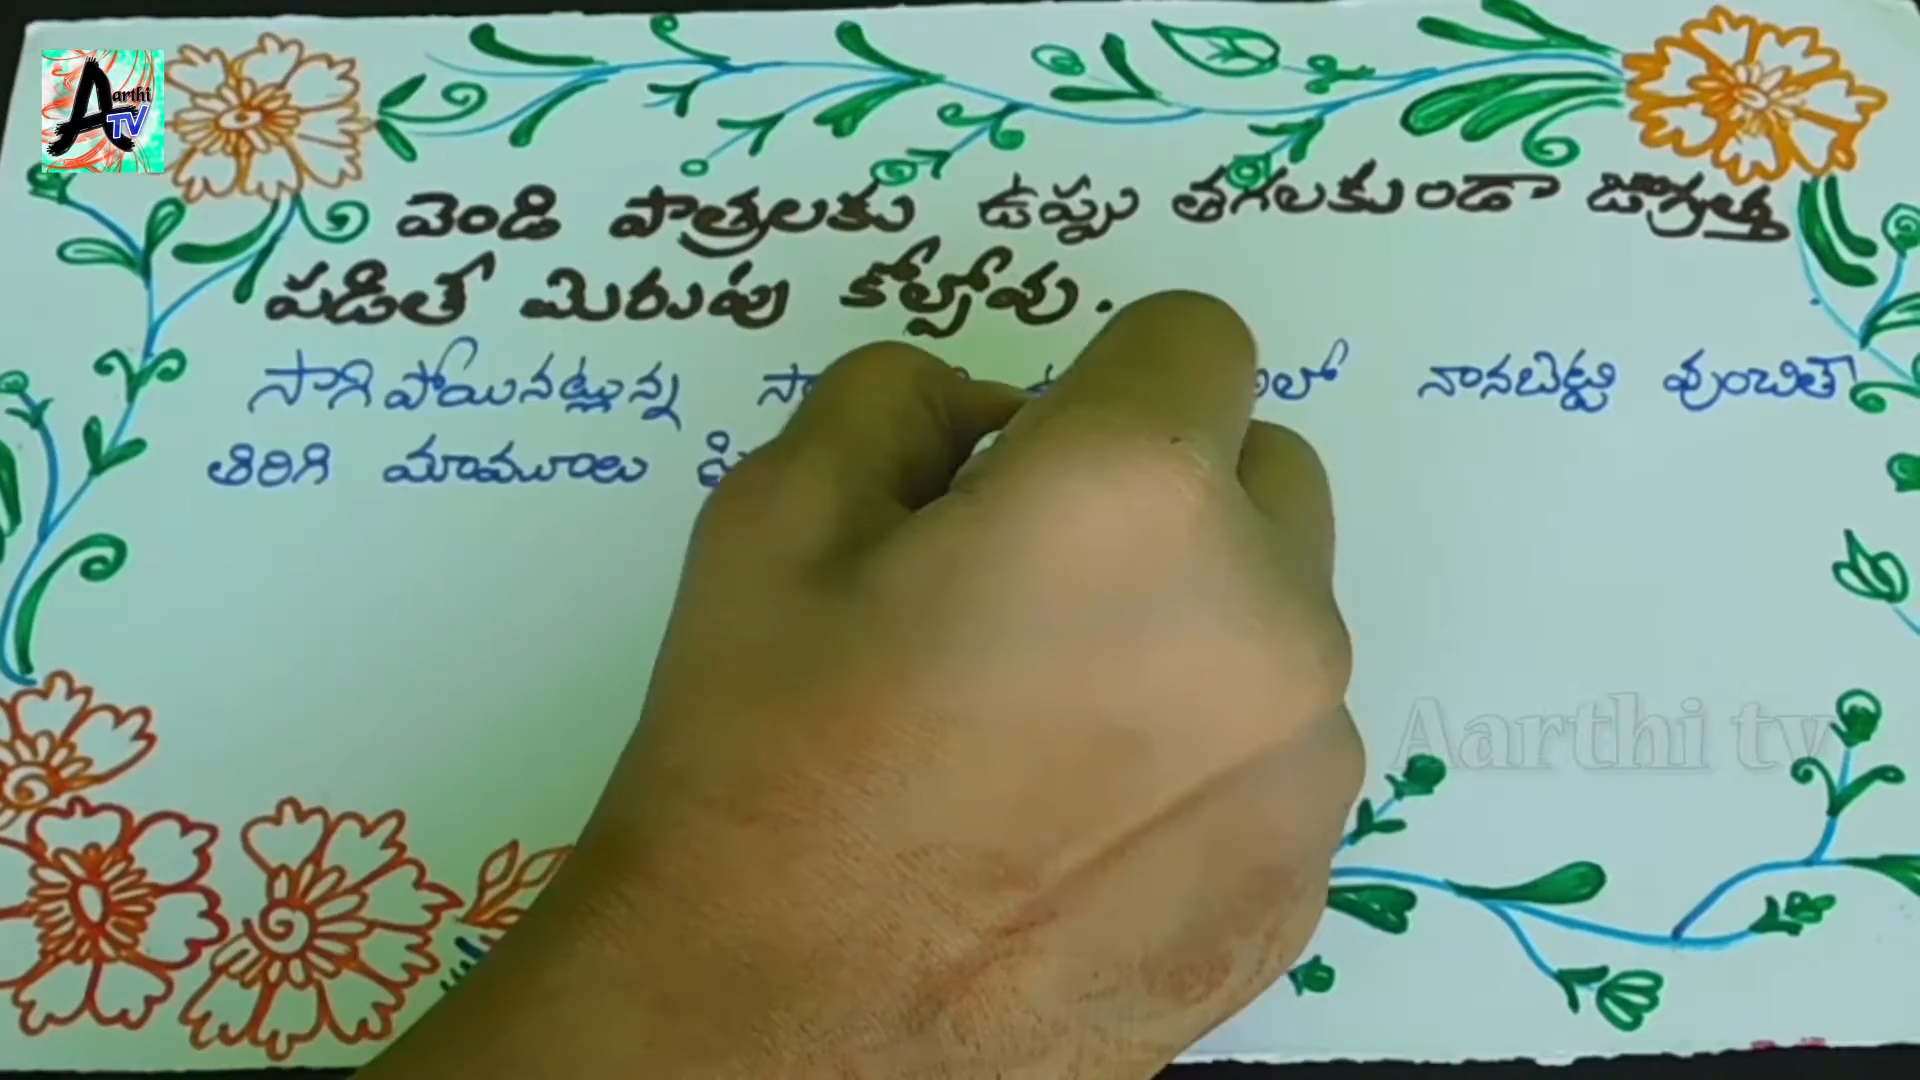 Aarthi TV
వెండి పాత్రలకు ఉప్పు తగలకుండా జాగ్రత్త
పడితే మెరుపు కోల్పోవు.
సాగిపోయినట్లున్న లో నానబెట్టి వుంచితే
తిరిగి మామూలు
Aarthi tv